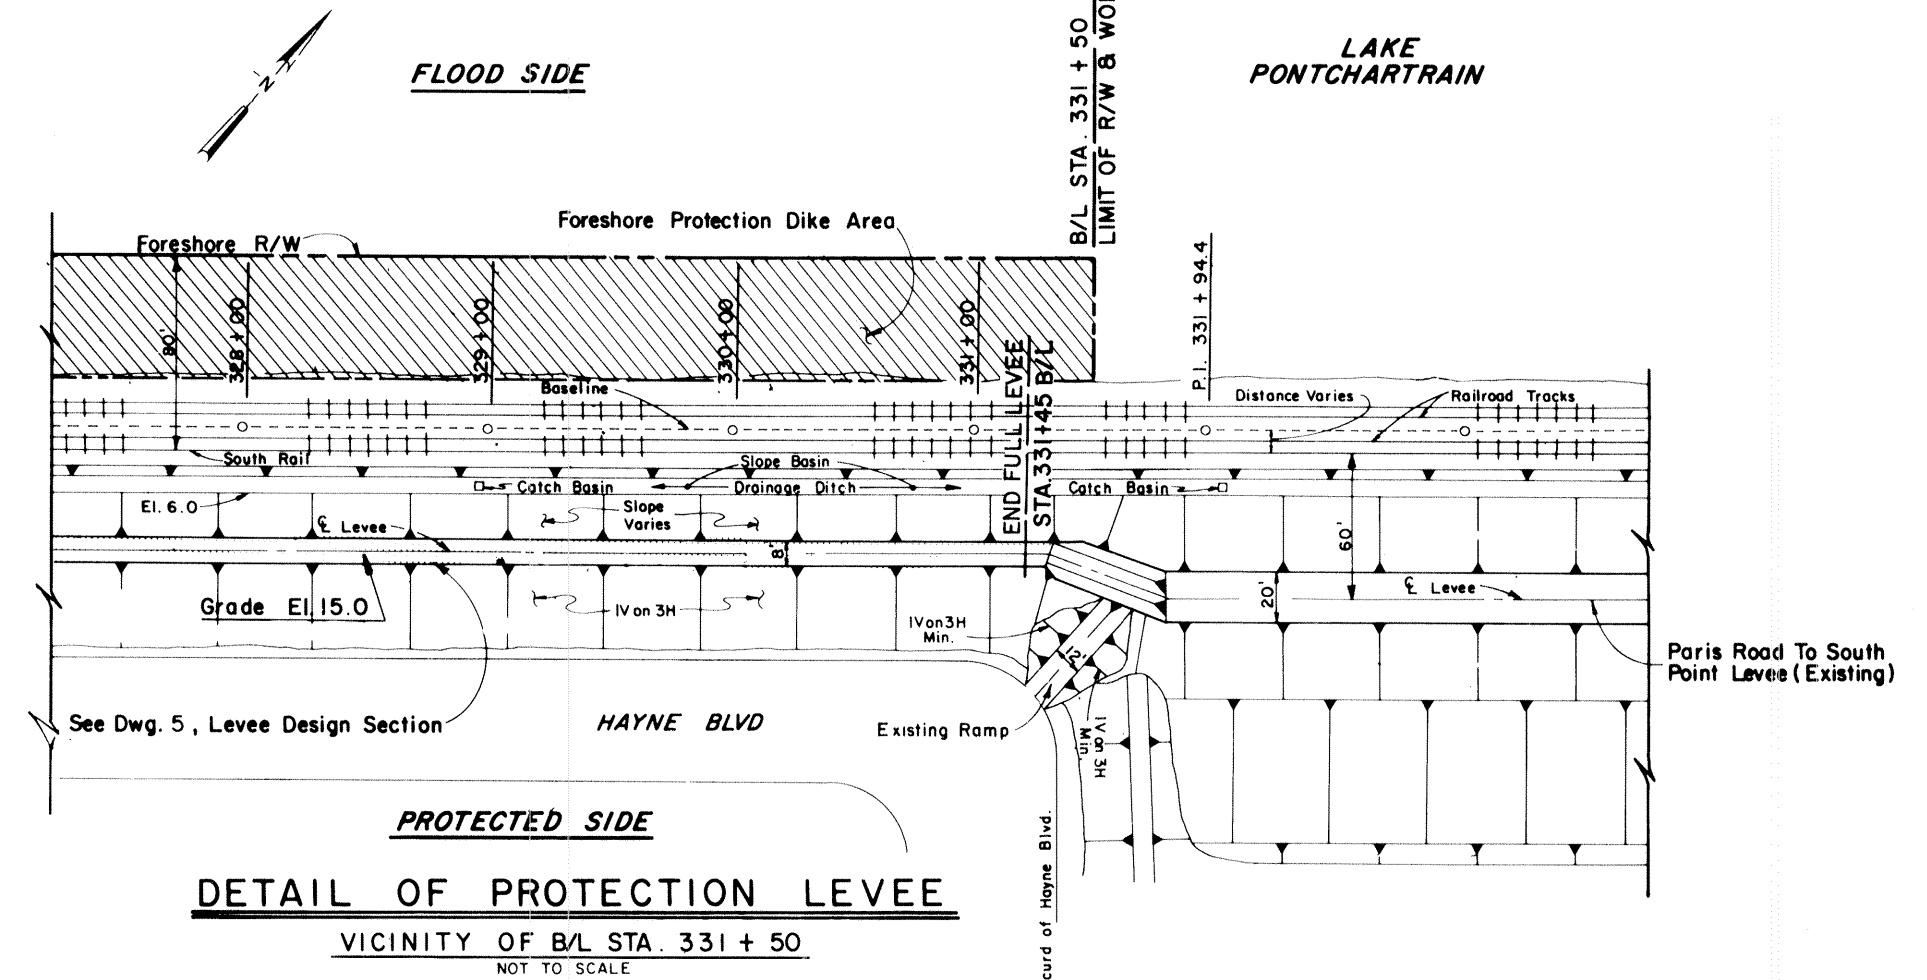 FLOOD SIDE
LAKE
PONTCHARTRAIN
N
B/L STA. 331 + 50
LIMIT OF R/W &
Foreshore R/W
Foreshore Protection Dike Area
80'
328+00
329+00
330+00
331+00
P.I. 331 + 94.4
END FULL LEVEE
STA. 331+45 B/L
Baseline
Distance Varies
Railroad Tracks
South Rail
Slope Basin
Catch Basin
Drainage Ditch
Catch Basin
El. 6.0
Slope
Varies
℄ Levee
8'
60'
20'
℄ Levee
Grade El. 15.0
IV on 3H
IV on 3H
Min.
12'
Paris Road To South
Point Levee (Existing)
See Dwg. 5, Levee Design Section
HAYNE BLVD
Existing Ramp
IV on 3H
Min.
PROTECTED SIDE
of Hayne Blvd.
DETAIL OF PROTECTION LEVEE
VICINITY OF B/L STA. 331 + 50
NOT TO SCALE